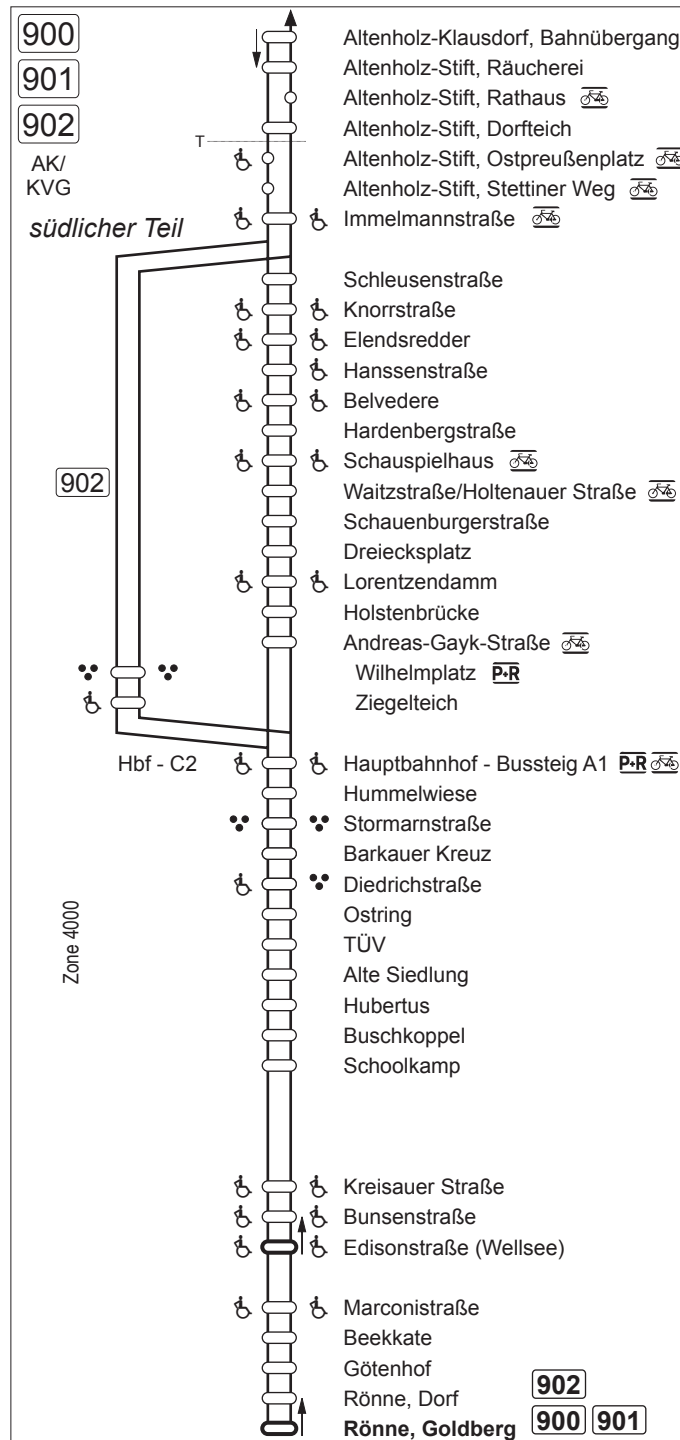 900
901
902
AK/
KVG
südlicher Teil
Altenholz-Klausdorf, Bahnübergang
Altenholz-Stift, Räucherei
Altenholz-Stift, Rathaus
T
Altenholz-Stift, Dorfteich
Altenholz-Stift, Ostpreußenplatz
Altenholz-Stift, Stettiner Weg
Immelmannstraße
Schleusenstraße
Knorrstraße
Elendsredder
Hanssenstraße
Belvedere
Hardenbergstraße
Schauspielhaus
902
Waitzstraße/Holtenauer Straße
Schauenburgerstraße
Dreiecksplatz
Lorentzendamm
Holstenbrücke
Andreas-Gayk-Straße
Wilhelmplatz P+R
Ziegelteich
Hbf - C2 Hauptbahnhof - Bussteig A1 P+R
Hummelwiese
Stormarnstraße
Barkauer Kreuz
Diedrichstraße
Ostring
Zone 4000
TÜV
Alte Siedlung
Hubertus
Buschkoppel
Schoolkamp
Kreisauer Straße
Bunsenstraße
Edisonstraße (Wellsee)
Marconistraße
Beekkate
Götenhof
Rönne, Dorf 902
Rönne, Goldberg 900 901